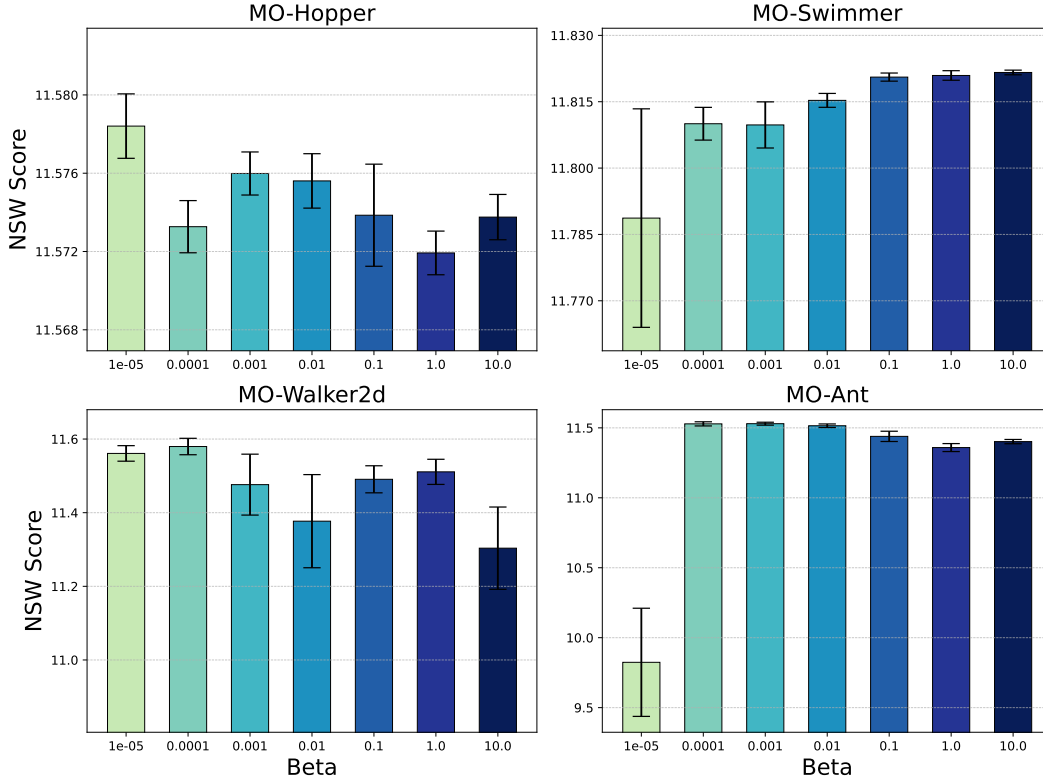 MO-Hopper
NSW Score
11.580
11.576
11.572
11.568
1e-05 0.0001 0.001 0.01 0.1 1.0 10.0
MO-Swimmer
11.830
11.815
11.800
11.785
11.770
1e-05 0.0001 0.001 0.01 0.1 1.0 10.0
MO-Walker2d
NSW Score
11.6
11.4
11.2
11.0
1e-05 0.0001 0.001 0.01 0.1 1.0 10.0
Beta
MO-Ant
11.5
11.0
10.5
10.0
9.5
1e-05 0.0001 0.001 0.01 0.1 1.0 10.0
Beta